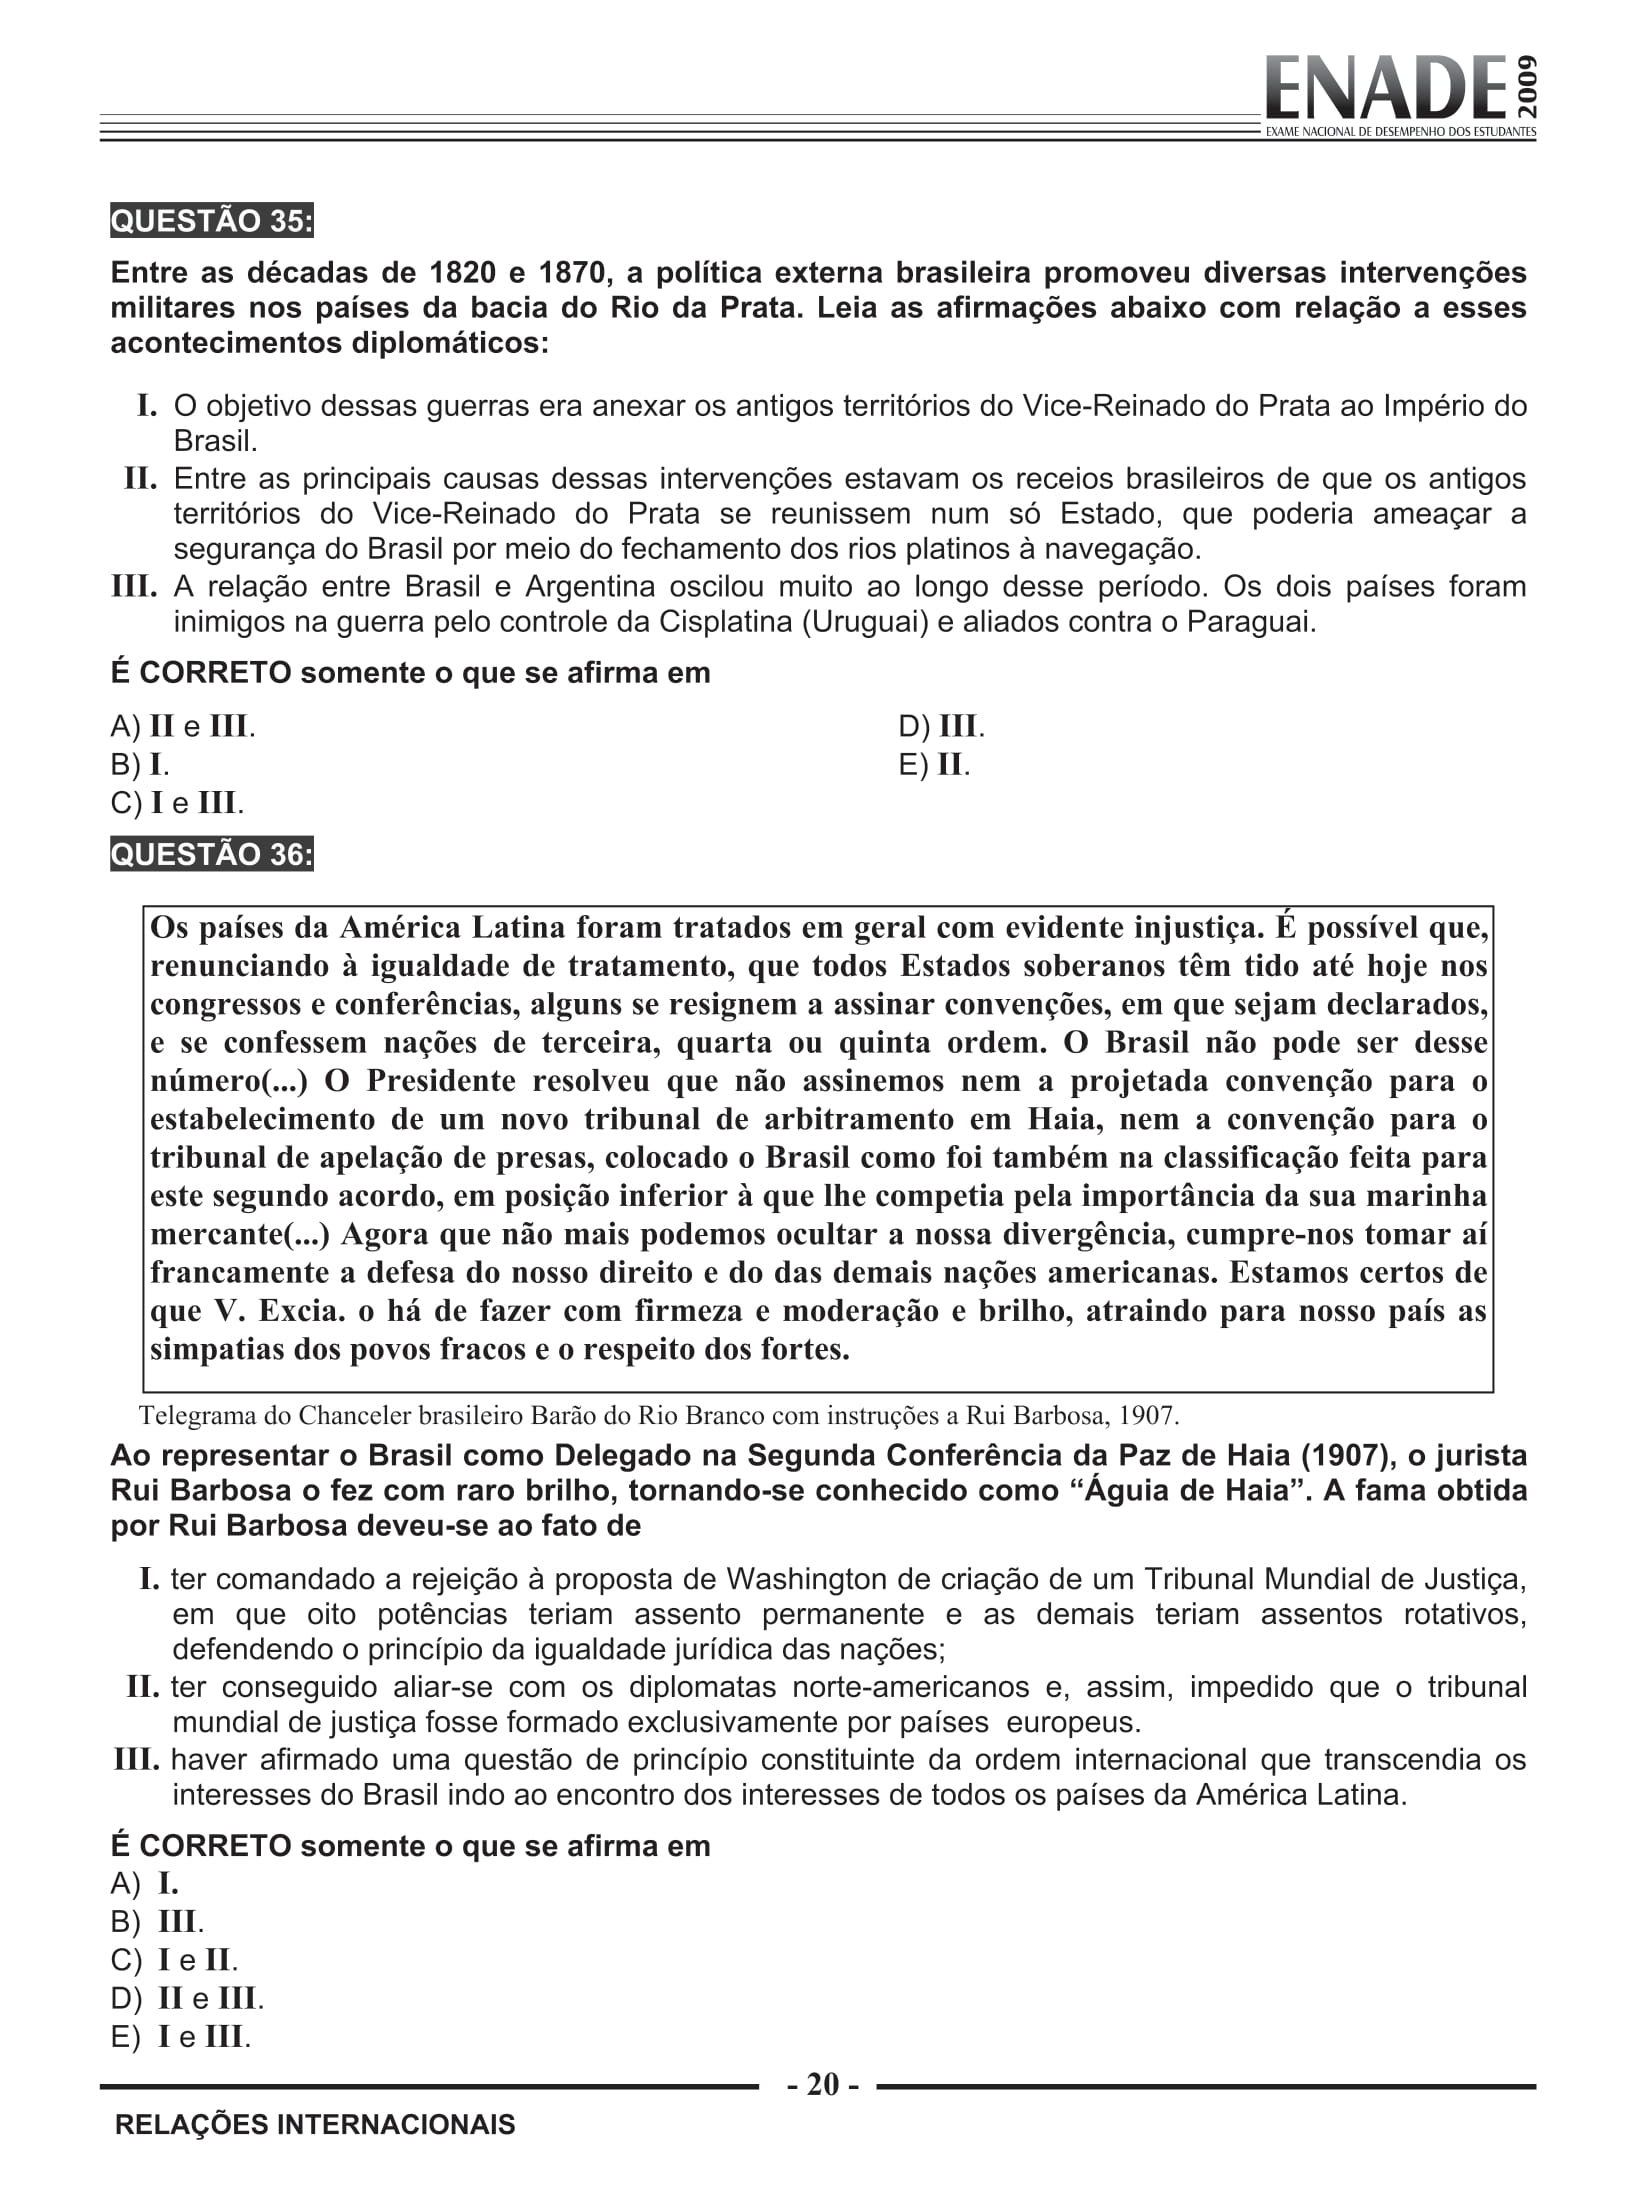 ENADE 2009
EXAME NACIONAL DE DESEMPENHO DOS ESTUDANTES
QUESTÃO 35:
Entre as décadas de 1820 e 1870, a política externa brasileira promoveu diversas intervenções
militares nos países da bacia do Rio da Prata. Leia as afirmações abaixo com relação a esses
acontecimentos diplomáticos:
I. O objetivo dessas guerras era anexar os antigos territórios do Vice-Reinado do Prata ao Império do
Brasil.
II. Entre as principais causas dessas intervenções estavam os receios brasileiros de que os antigos
territórios do Vice-Reinado do Prata se reunissem num só Estado, que poderia ameaçar a
segurança do Brasil por meio do fechamento dos rios platinos à navegação.
III. A relação entre Brasil e Argentina oscilou muito ao longo desse período. Os dois países foram
inimigos na guerra pelo controle da Cisplatina (Uruguai) e aliados contra o Paraguai.
É CORRETO somente o que se afirma em
A) II e III.
B) I.
C) I e III.
D) III.
E) II.
QUESTÃO 36:
Os países da América Latina foram tratados em geral com evidente injustiça. É possível que,
renunciando à igualdade de tratamento, que todos Estados soberanos têm tido até hoje nos
congressos e conferências, alguns se resignem a assinar convenções, em que sejam declarados,
e se confessem nações de terceira, quarta ou quinta ordem. O Brasil não pode ser desse
número(...) O Presidente resolveu que não assinemos nem a projetada convenção para o
estabelecimento de um novo tribunal de arbitramento em Haia, nem a convenção para o
tribunal de apelação de presas, colocado o Brasil como foi também na classificação feita para
este segundo acordo, em posição inferior à que lhe competia pela importância da sua marinha
mercante(...) Agora que não mais podemos ocultar a nossa divergência, cumpre-nos tomar aí
francamente a defesa do nosso direito e do das demais nações americanas. Estamos certos de
que V. Excia. o há de fazer com firmeza e moderação e brilho, atraindo para nosso país as
simpatias dos povos fracos e o respeito dos fortes.
Telegrama do Chanceler brasileiro Barão do Rio Branco com instruções a Rui Barbosa, 1907.
Ao representar o Brasil como Delegado na Segunda Conferência da Paz de Haia (1907), o jurista
Rui Barbosa o fez com raro brilho, tornando-se conhecido como “Águia de Haia”. A fama obtida
por Rui Barbosa deveu-se ao fato de
I. ter comandado a rejeição à proposta de Washington de criação de um Tribunal Mundial de Justiça,
em que oito potências teriam assento permanente e as demais teriam assentos rotativos,
defendendo o princípio da igualdade jurídica das nações;
II. ter conseguido aliar-se com os diplomatas norte-americanos e, assim, impedido que o tribunal
mundial de justiça fosse formado exclusivamente por países europeus.
III. haver afirmado uma questão de princípio constituinte da ordem internacional que transcendia os
interesses do Brasil indo ao encontro dos interesses de todos os países da América Latina.
É CORRETO somente o que se afirma em
A) I.
B) III.
C) I e II.
D) II e III.
E) I e III.
- 20 -
RELAÇÕES INTERNACIONAIS